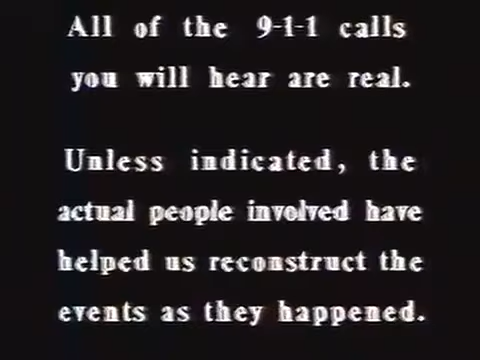 All of the 9-1-1 calls
you will hear are real.
Unless indicated, the
actual people involved have
helped us reconstruct the
events as they happened.